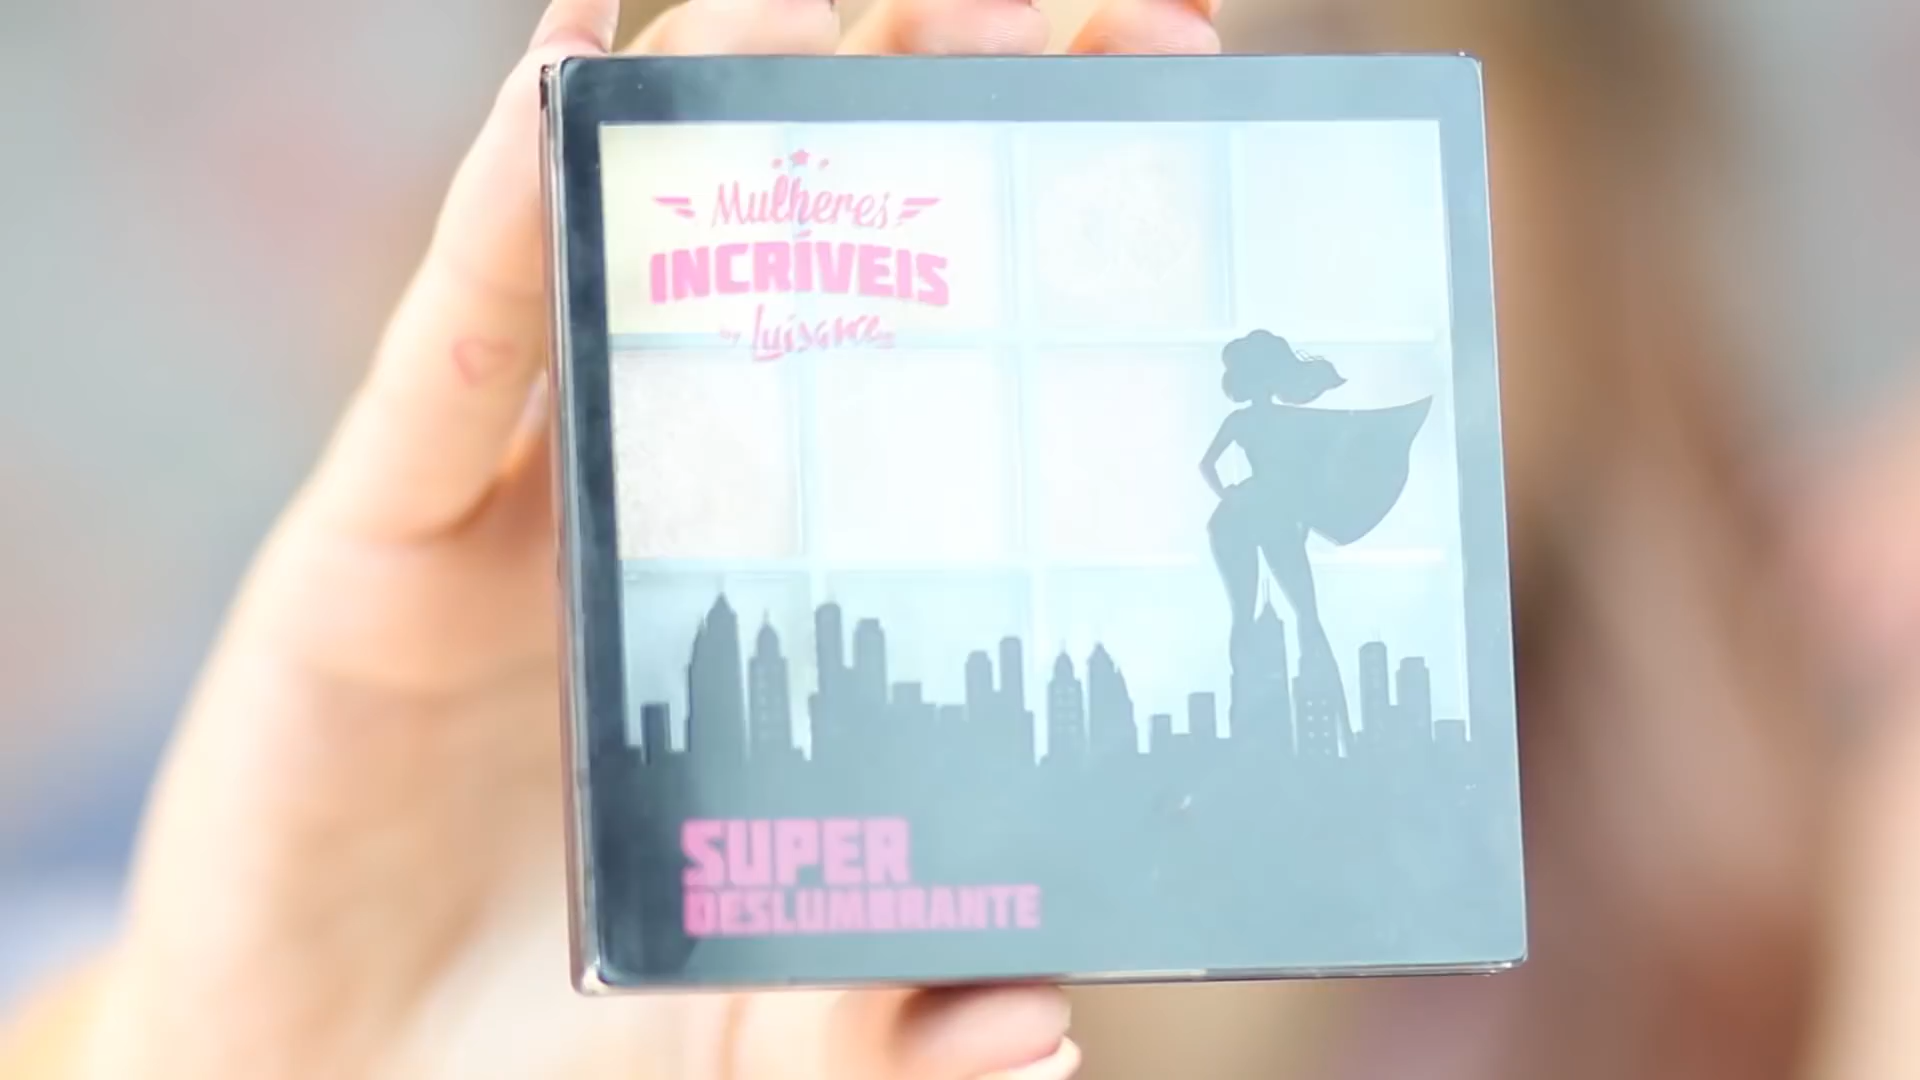 Mulheres
INCRÍVEIS
by Luisance
SUPER
DESLUMBRANTE